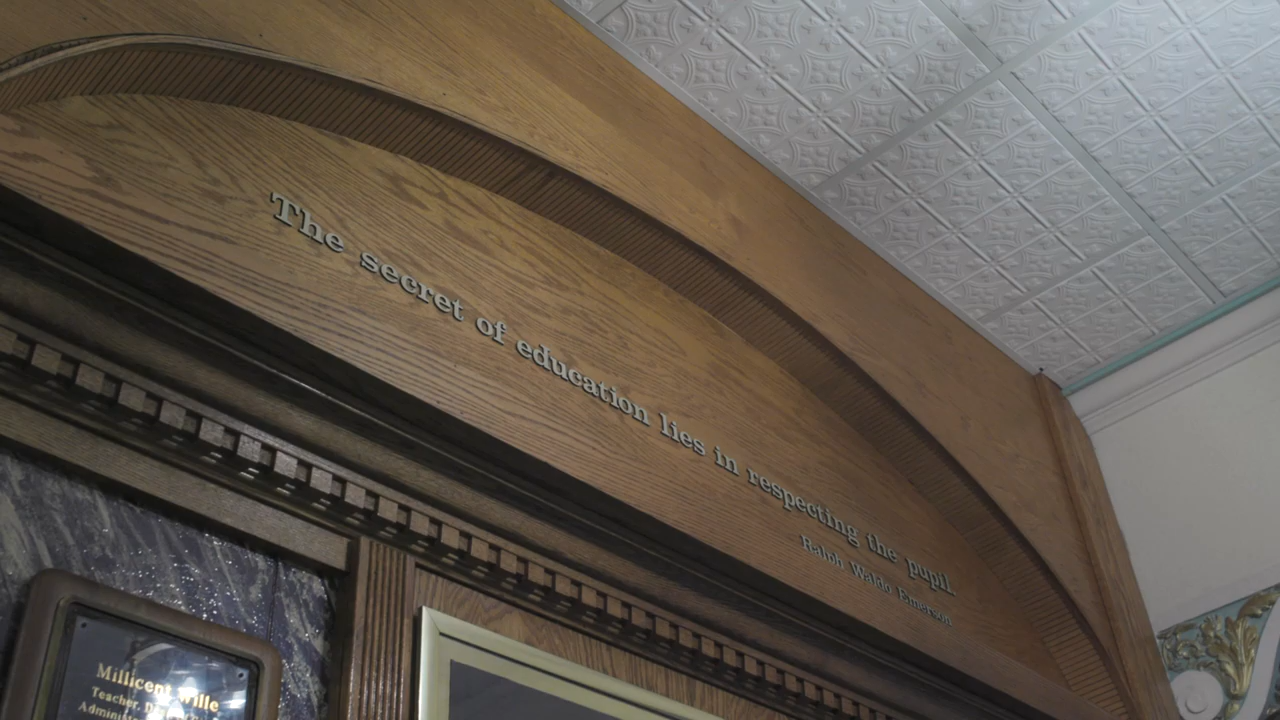 The secret of education lies in respecting the pupil.
Ralph Waldo Emerson
Millicent Wille
Teacher,